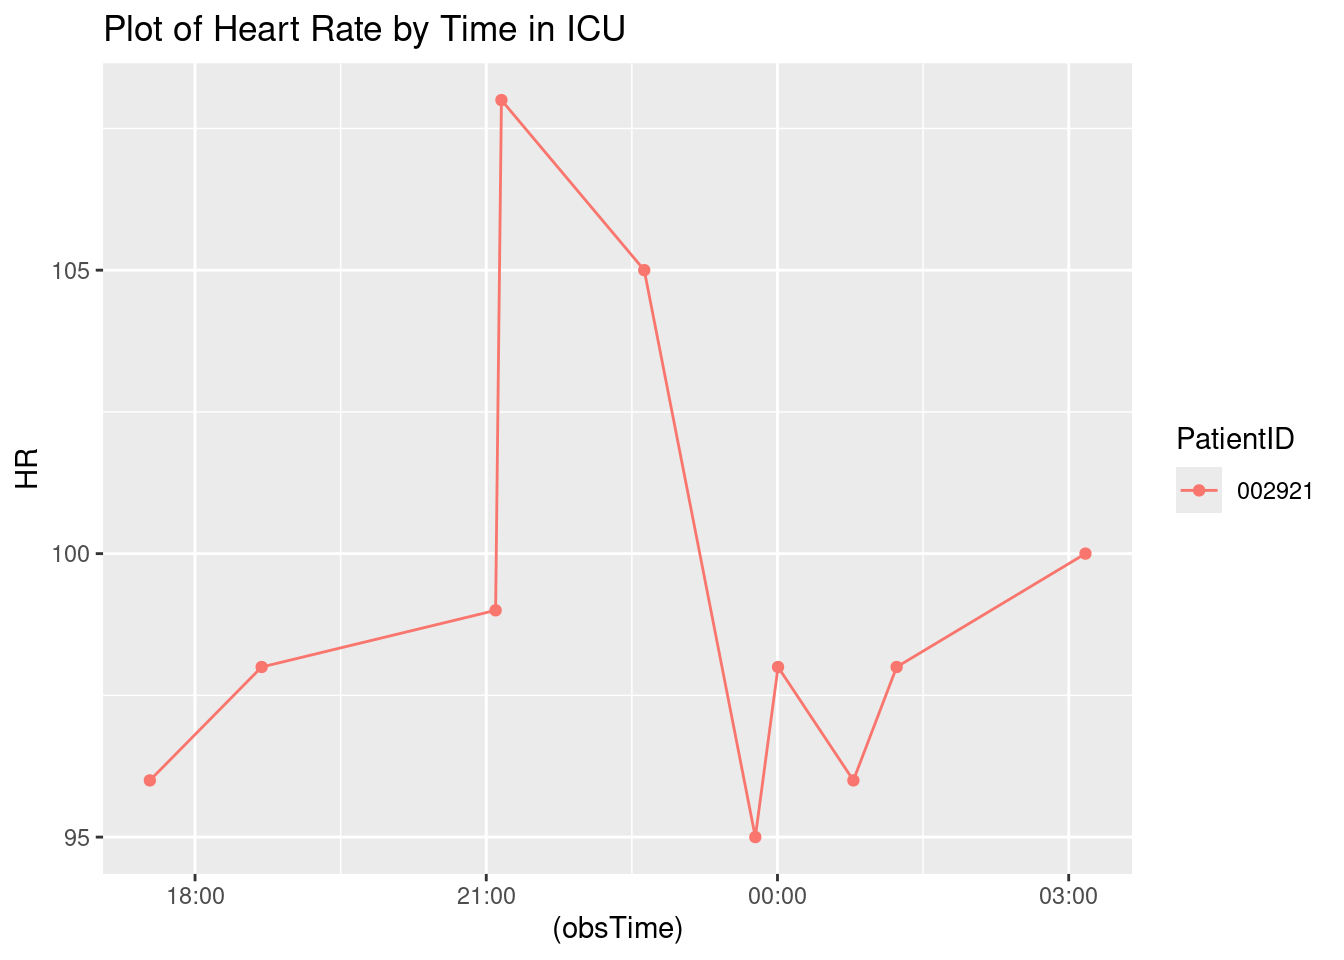 Plot of Heart Rate by Time in ICU
HR
105
100
95
18:00 21:00 00:00 03:00
(obsTime)
PatientID
002921